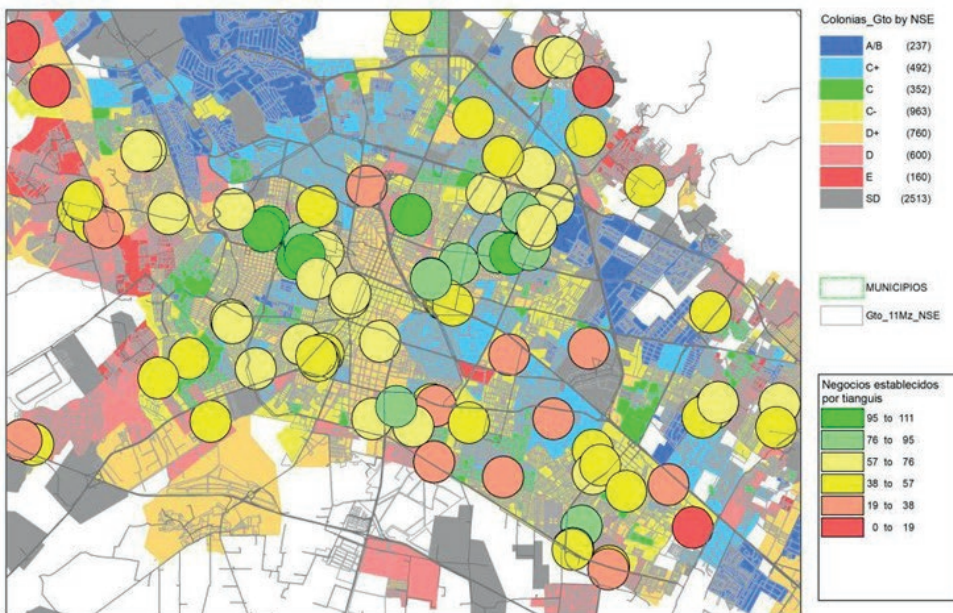 Colonias_Gto by NSE
A/B (237)
C+ (492)
C (352)
C- (963)
D+ (760)
D (600)
E (160)
SD (2513)
MUNICIPIOS
Gto_11Mz_NSE
Negocios establecidos
por tianguis
95 to 111
76 to 95
57 to 76
38 to 57
19 to 38
0 to 19